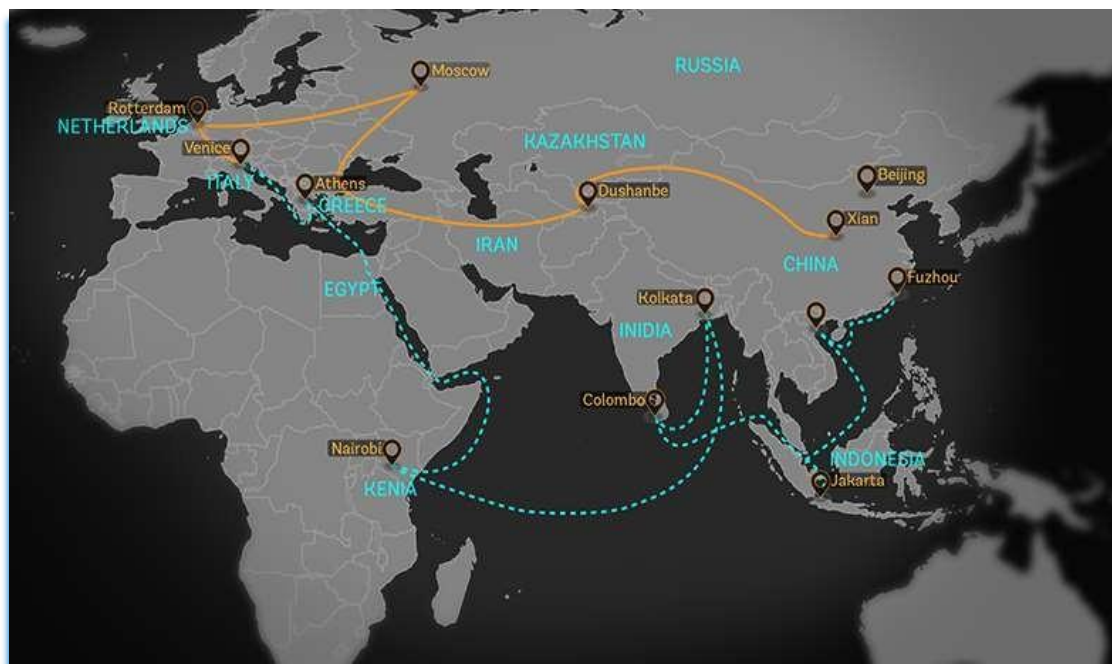 Moscow
RUSSIA
Rotterdam
NETHERLANDS
KAZAKHSTAN
Venice
ITALY
Athens
GREECE
Dushanbe
Beijing
Xian
IRAN
CHINA
EGYPT
Fuzhou
Kolkata
INIDIA
Colombo
Nairobi
KENIA
INDONESIA
Jakarta